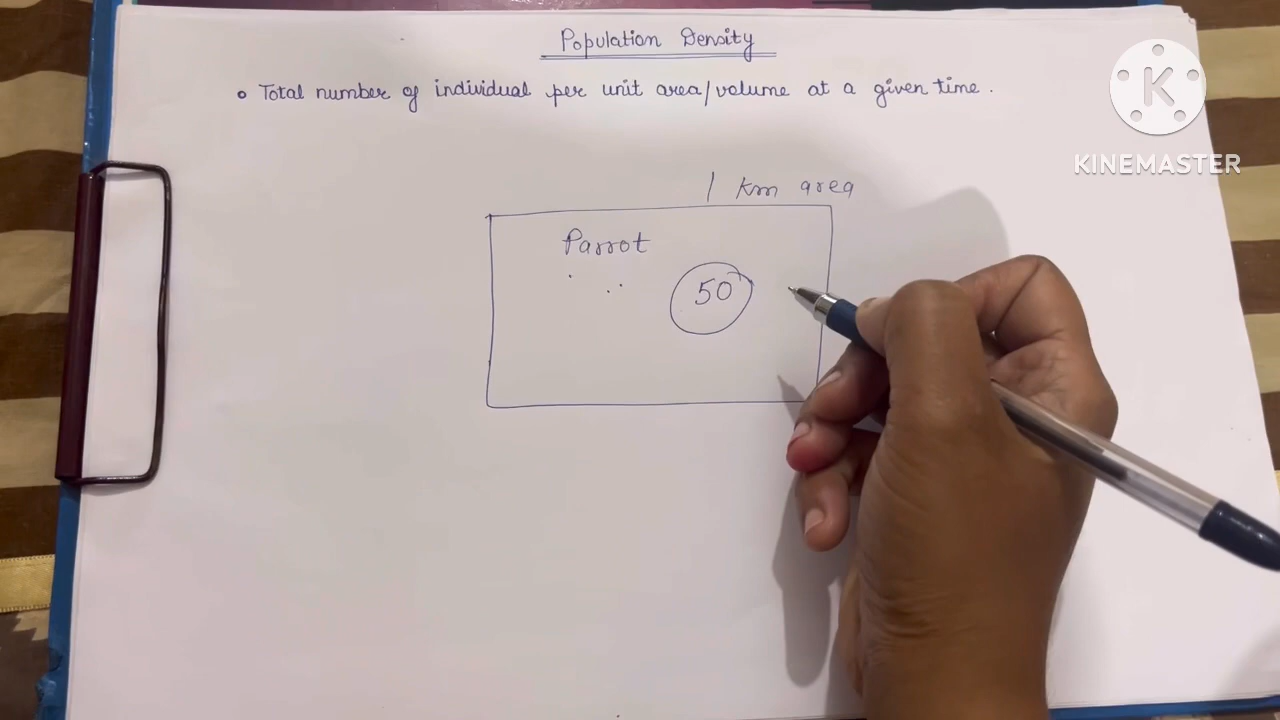 Population Density
Total number of individual per unit area/volume at a given time.
1 km area
Parrot
50
K
KINEMASTER